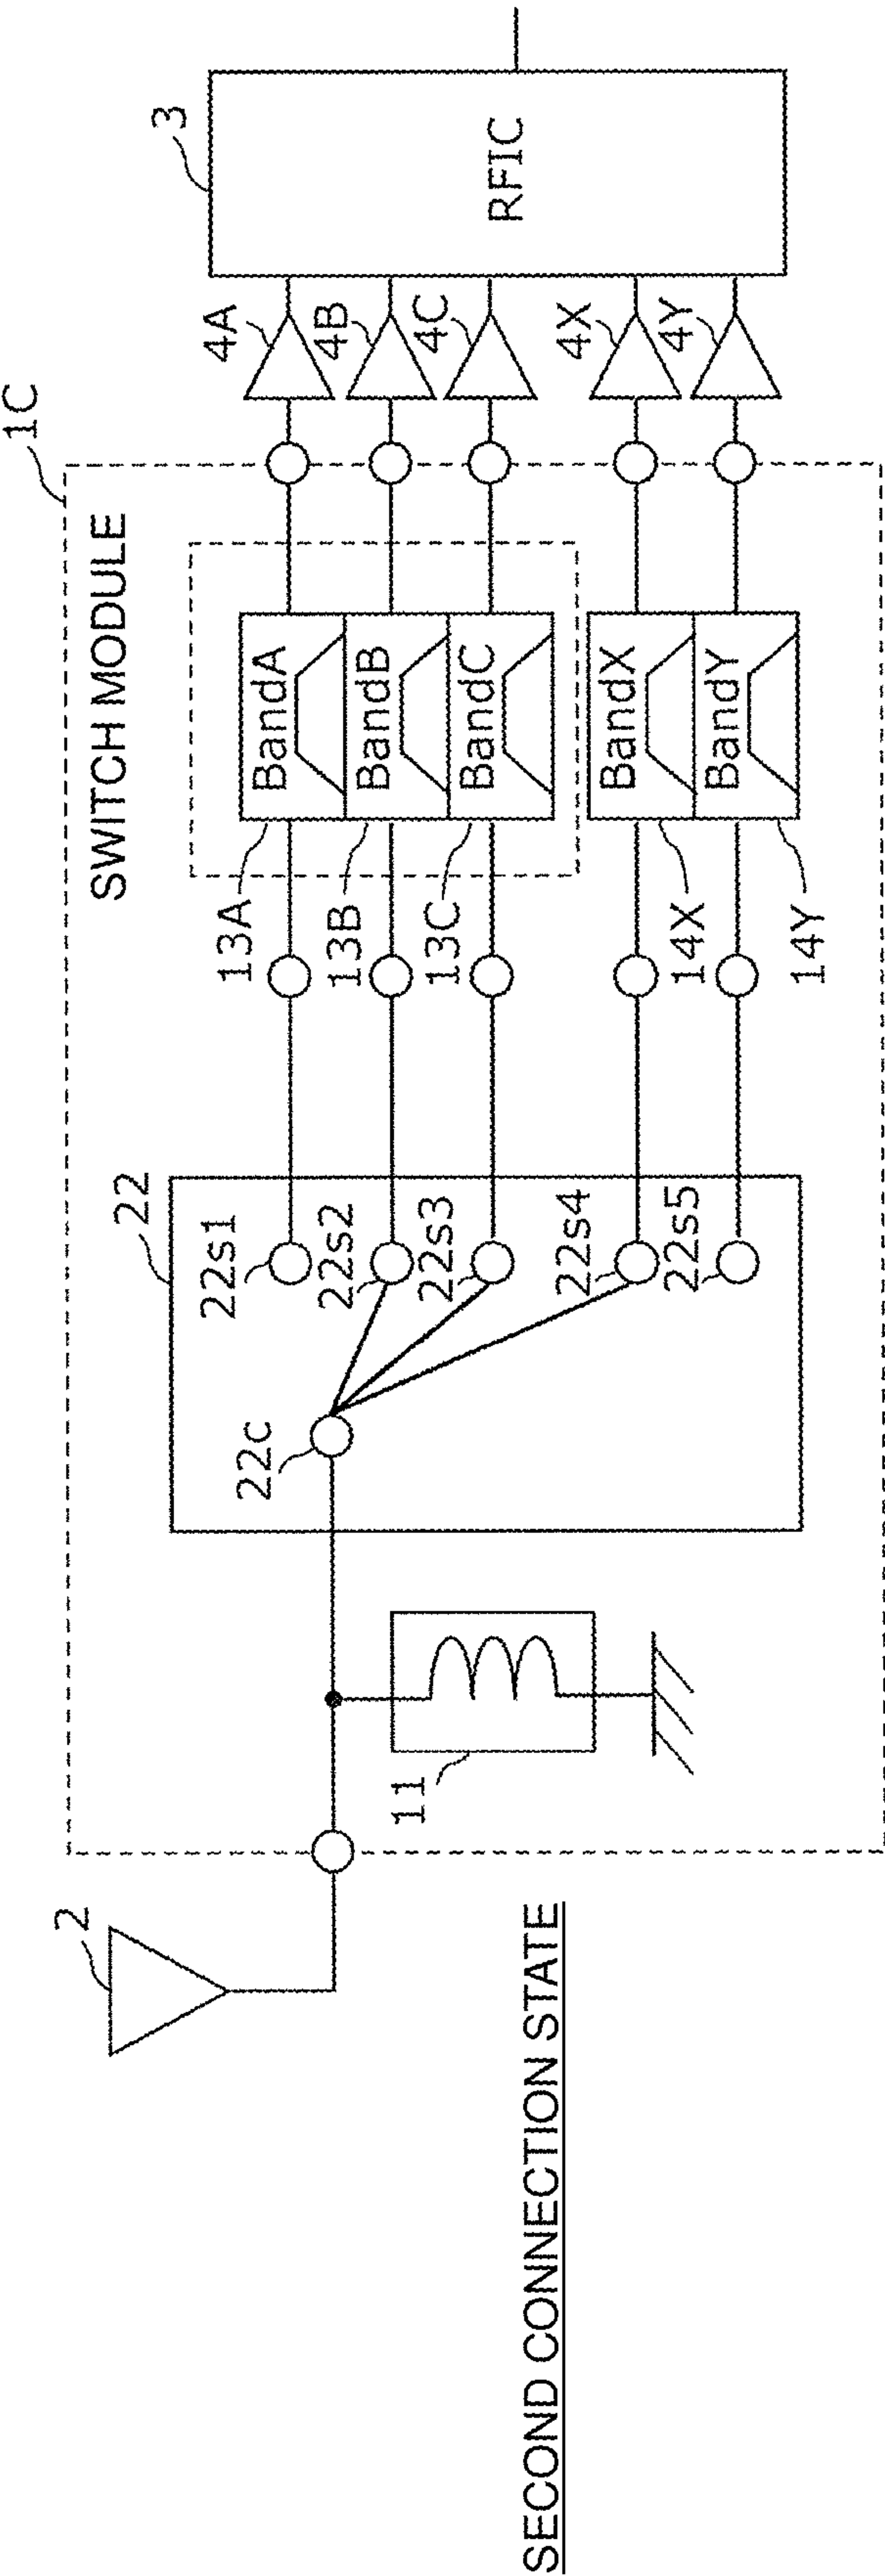 1C
SWITCH MODULE
2
11
22
22c
22s1
22s2
22s3
22s4
22s5
13A
13B
13C
14X
14Y
BandA
BandB
BandC
BandX
BandY
4A
4B
4C
4X
4Y
3
RFIC
SECOND CONNECTION STATE